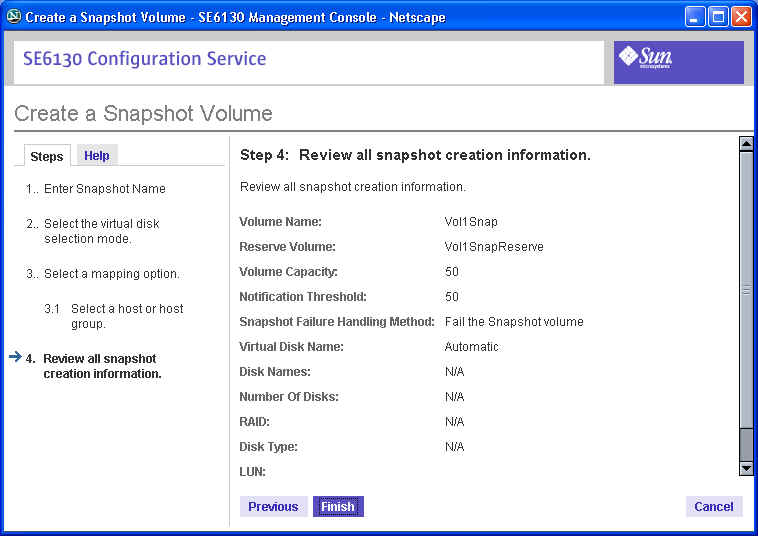 Create a Snapshot Volume - SE6130 Management Console - Netscape
SE6130 Configuration Service
Sun
microsystems
Create a Snapshot Volume
Steps
Help
1.. Enter Snapshot Name
2.. Select the virtual disk
selection mode.
3.. Select a mapping option.
3.1 Select a host or host
group.
4. Review all snapshot
creation information.
Step 4: Review all snapshot creation information.
Review all snapshot creation information.
Volume Name: Vol1Snap
Reserve Volume: Vol1SnapReserve
Volume Capacity: 50
Notification Threshold: 50
Snapshot Failure Handling Method: Fail the Snapshot volume
Virtual Disk Name: Automatic
Disk Names: N/A
Number Of Disks: N/A
RAID: N/A
Disk Type: N/A
LUN:
Previous
Finish
Cancel